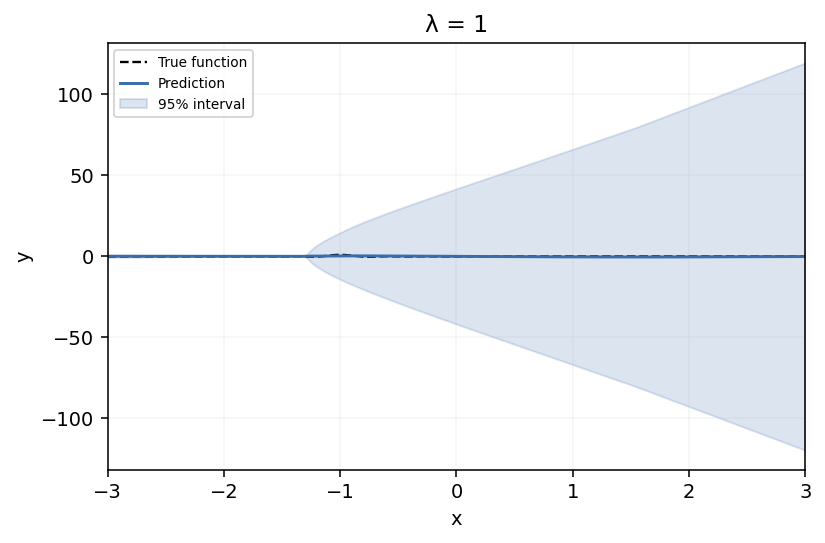 λ = 1
True function
Prediction
95% interval
100
50
0
−50
−100
y
−3
−2
−1
0
1
2
3
x